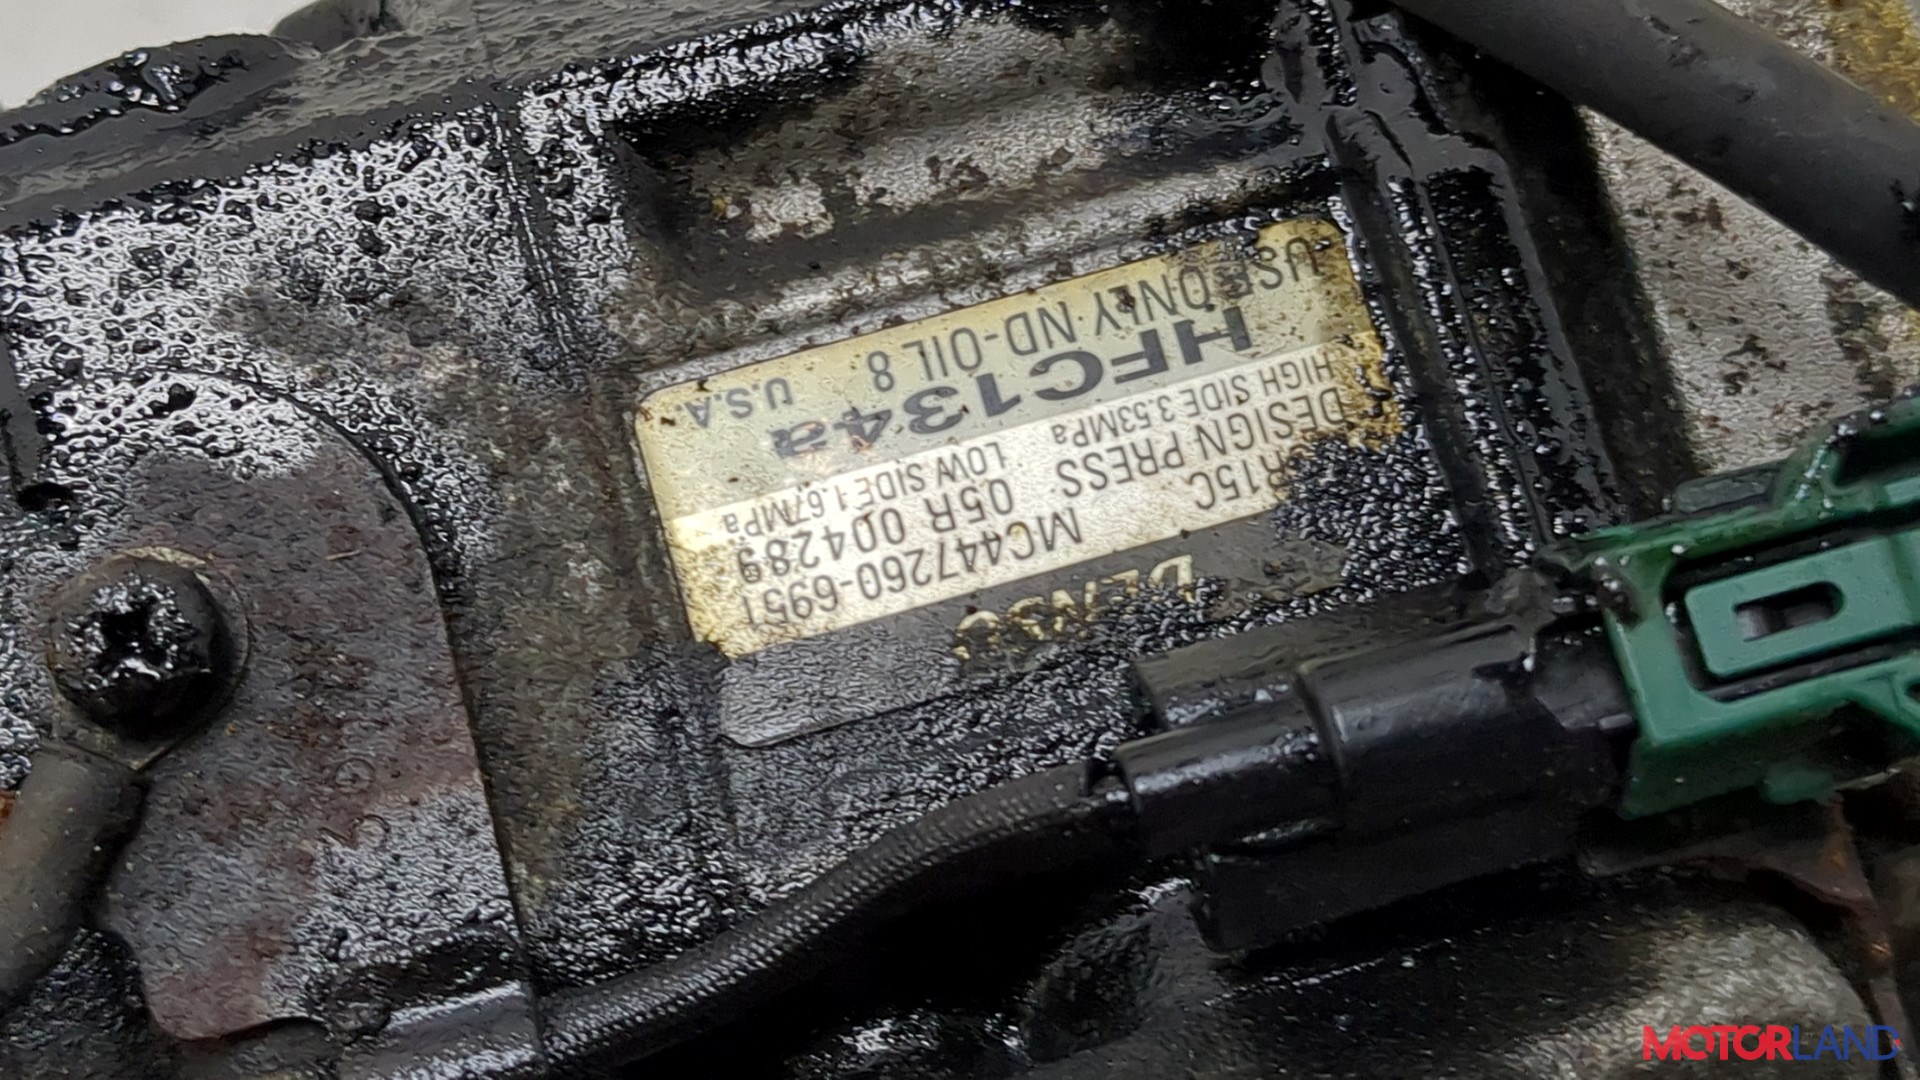 DENSO
R15C MC447260-6951
DESIGN PRESS. 05R 004289
HIGH SIDE 3.53MPa LOW SIDE 1.67MPa
HFC134a
USE ONLY ND-OIL 8 U.S.A.
MOTORLAND